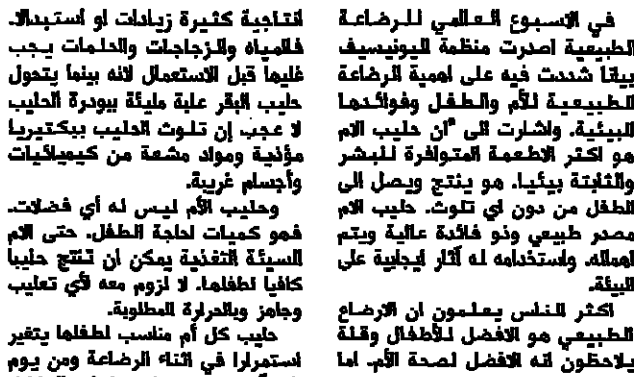 في الاسبوع العالمي للرضاعة
الطبيعية اصدرت منظمة اليونيسيف
بياناً شددت فيه على اهمية الرضاعة
الطبيعية للأم والطفل وفوائدها
البيئية. واشارت الى "ان حليب الام
هو اكثر الاطعمة المتوافرة للبشر
والثابتة بيئيا. هو ينتج ويصل الى
الطفل من دون اي تلوث. حليب الام
مصدر طبيعي وذو فائدة عالية ويتم
اهماله. واستخدامه له آثار ايجابية على
البيئة.
اكثر الناس يعلمون ان الارضاع
الطبيعي هو الافضل للأطفال وقلة
يلاحظون انه الافضل لصحة الأم. اما
انتاجية كثيرة زيادات او استبدالا.
فالمياه والزجاجات والحلمات يجب
غليها قبل الاستعمال لانه بينما يتحول
حليب البقر علبة مليئة ببودرة الحليب
لا عجب إن تلوث الحليب ببكتيريا
مؤذية ومواد مشعة من كيميائيات
وأجسام غريبة.
وحليب الأم ليس له أي فضلات.
فهو كميات لحاجة الطفل. حتى الام
السيئة التغذية يمكن ان تنتج حليبا
كافيا لطفلها. لا لزوم معه لأي تعليب
وجاهز وبالحرارة المطلوبة.
حليب كل أم مناسب لطفلها يتغير
استمرارا في اثناء الرضاعة ومن يوم